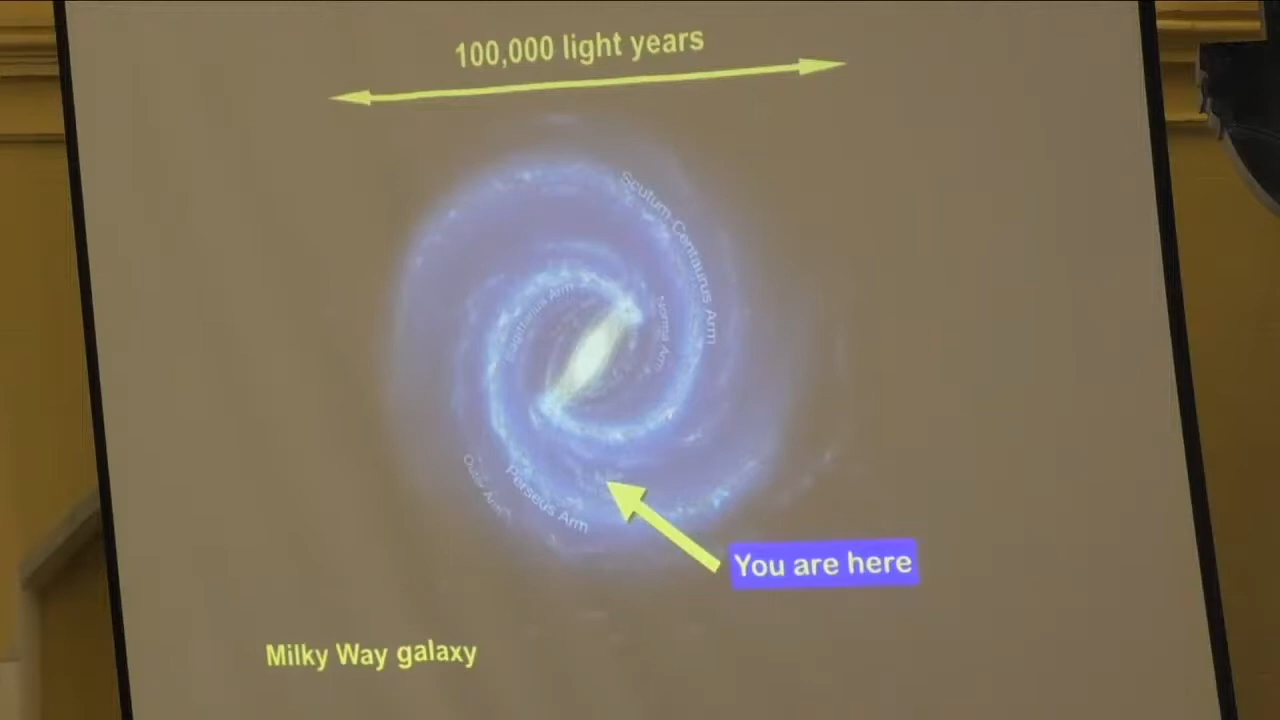 100,000 light years
Scutum-Centaurus Arm
Sagittarius Arm
Norma Arm
Outer Arm
Perseus Arm
You are here
Milky Way galaxy